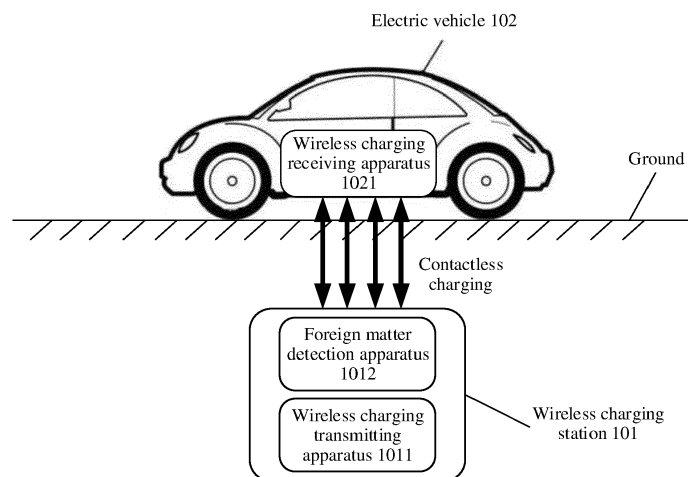 Electric vehicle 102
Wireless charging
receiving apparatus
1021
Ground
Contactless
charging
Foreign matter
detection apparatus
1012
Wireless charging
transmitting
apparatus 1011
Wireless charging
station 101